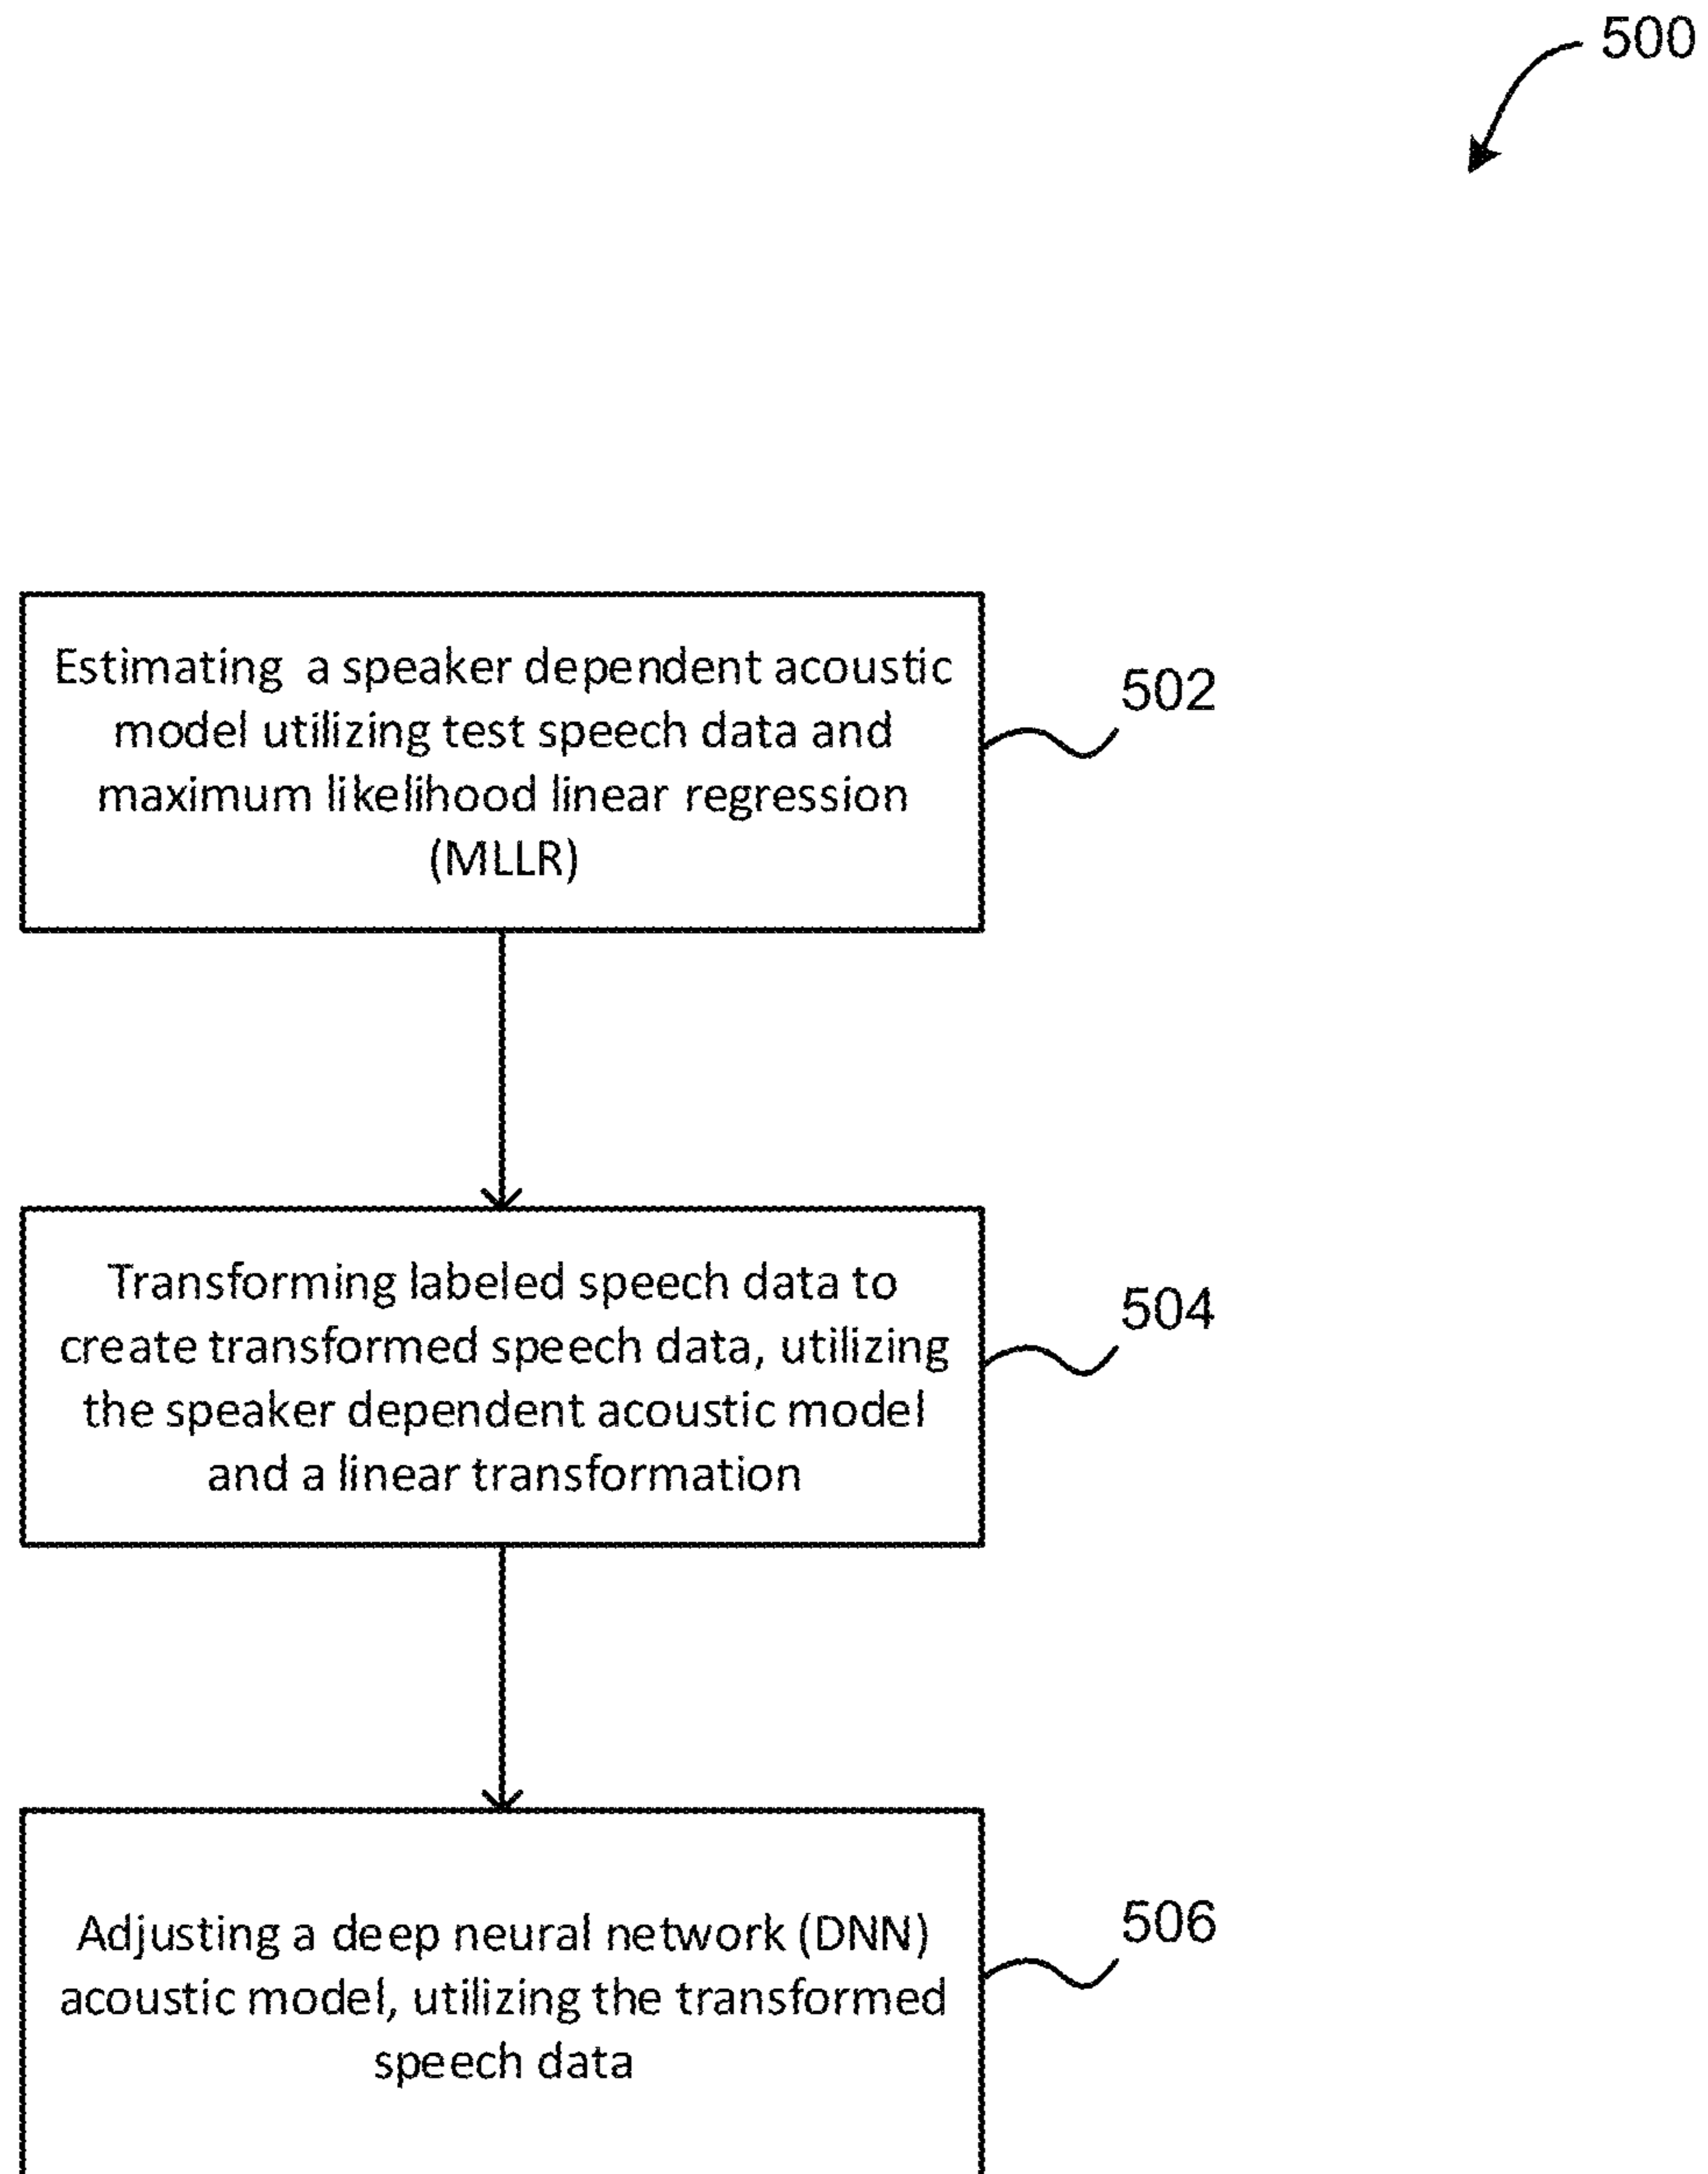 500
Estimating a speaker dependent acoustic
model utilizing test speech data and
maximum likelihood linear regression
(MLLR)
502
Transforming labeled speech data to
create transformed speech data, utilizing
the speaker dependent acoustic model
and a linear transformation
504
Adjusting a deep neural network (DNN)
acoustic model, utilizing the transformed
speech data
506